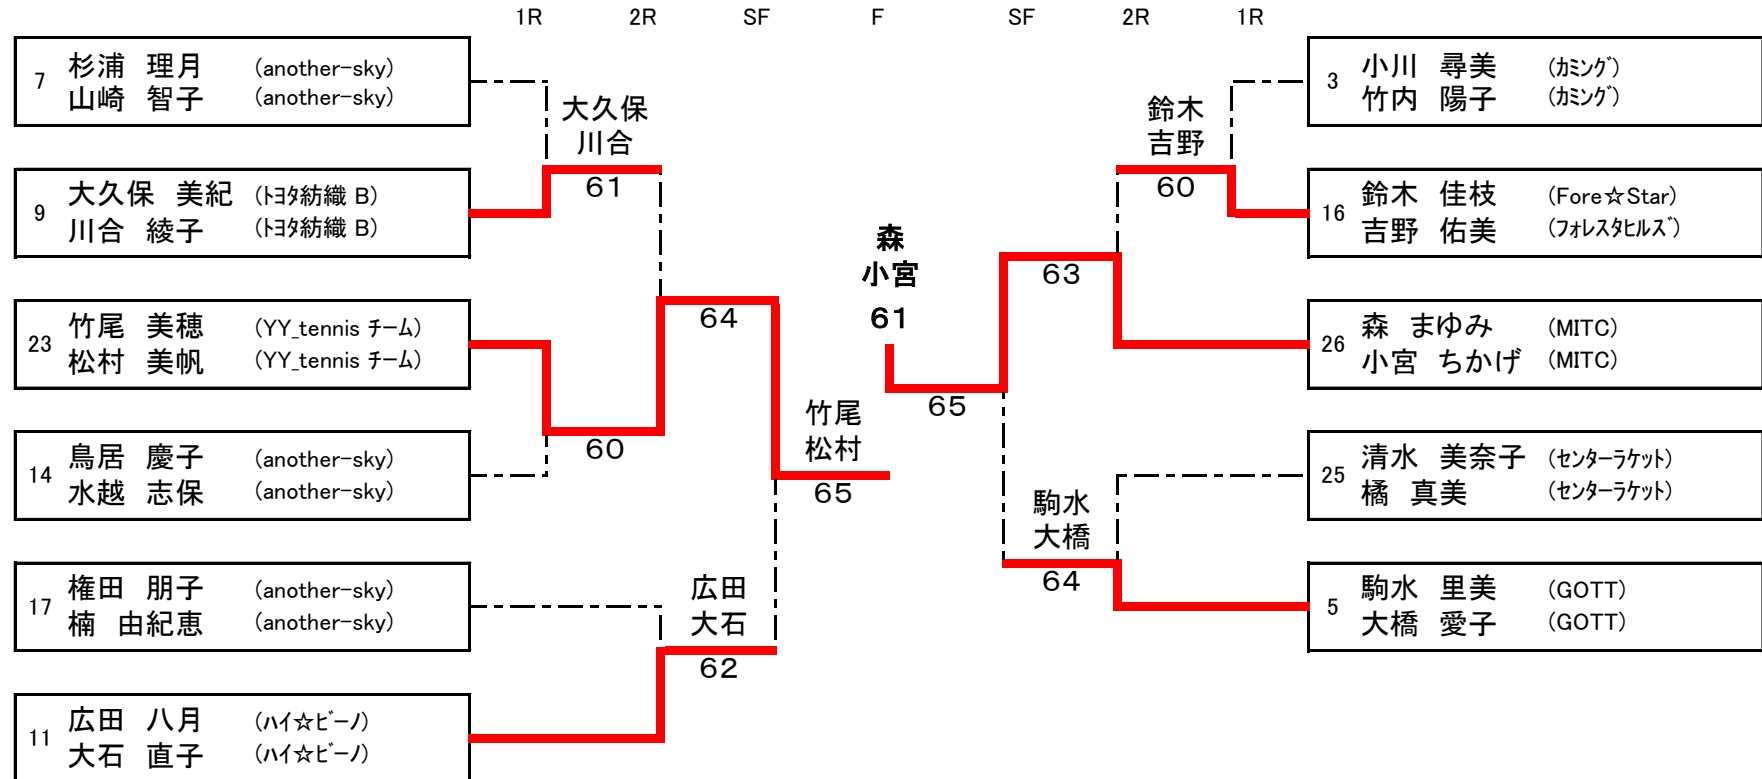 1R 2R SF F SF 2R 1R
7 杉浦 理月 (another-sky)
山崎 智子 (another-sky)
9 大久保 美紀 (ﾄﾖﾀ紡織 B)
川合 綾子 (ﾄﾖﾀ紡織 B)
23 竹尾 美穂 (YY_tennis ﾁｰﾑ)
松村 美帆 (YY_tennis ﾁｰﾑ)
14 鳥居 慶子 (another-sky)
水越 志保 (another-sky)
17 権田 朋子 (another-sky)
楠 由紀恵 (another-sky)
11 広田 八月 (ﾊｲ☆ﾋﾞｰﾉ)
大石 直子 (ﾊｲ☆ﾋﾞｰﾉ)
大久保
川合
61
60
64
広田
大石
62
竹尾
松村
65
森
小宮
61
65
63
鈴木
吉野
60
駒水
大橋
64
3 小川 尋美 (ｶﾐﾝｸﾞ)
竹内 陽子 (ｶﾐﾝｸﾞ)
16 鈴木 佳枝 (Fore☆Star)
吉野 佑美 (ﾌｫﾚｽﾀﾋﾙｽﾞ)
26 森 まゆみ (MITC)
小宮 ちかげ (MITC)
25 清水 美奈子 (ｾﾝﾀｰﾗｹｯﾄ)
橘 真美 (ｾﾝﾀｰﾗｹｯﾄ)
5 駒水 里美 (GOTT)
大橋 愛子 (GOTT)